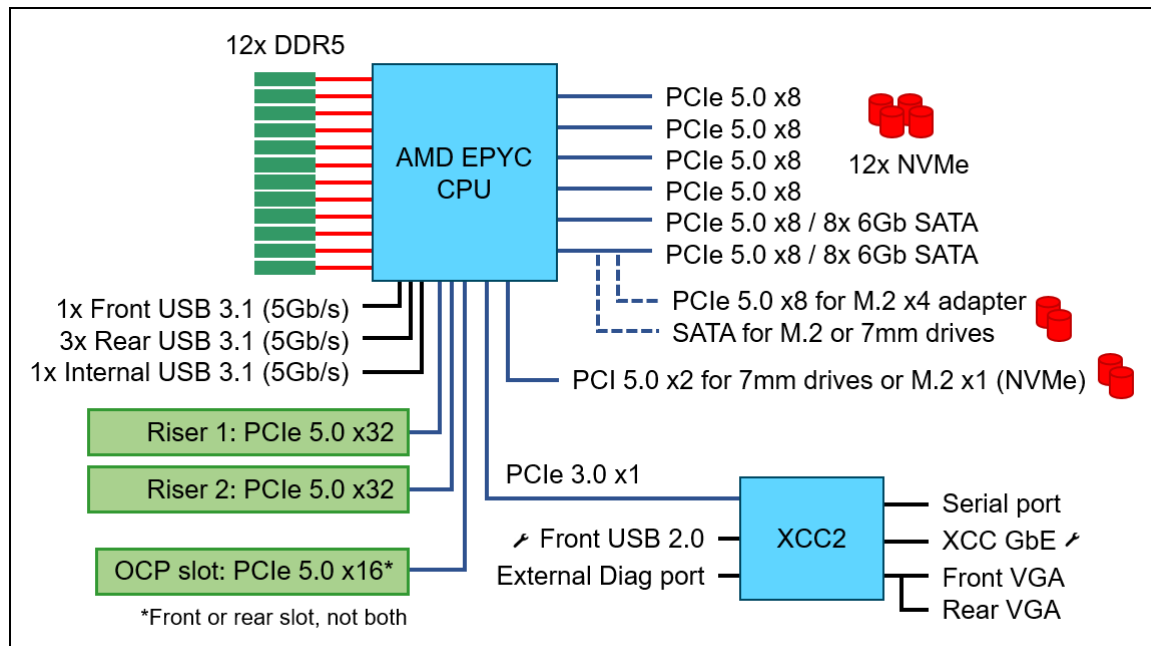 12x DDR5
AMD EPYC
CPU
PCIe 5.0 x8
PCIe 5.0 x8
PCIe 5.0 x8
PCIe 5.0 x8
PCIe 5.0 x8 / 8x 6Gb SATA
PCIe 5.0 x8 / 8x 6Gb SATA
12x NVMe
PCIe 5.0 x8 for M.2 x4 adapter
SATA for M.2 or 7mm drives
PCI 5.0 x2 for 7mm drives or M.2 x1 (NVMe)
1x Front USB 3.1 (5Gb/s)
3x Rear USB 3.1 (5Gb/s)
1x Internal USB 3.1 (5Gb/s)
Riser 1: PCIe 5.0 x32
Riser 2: PCIe 5.0 x32
OCP slot: PCIe 5.0 x16*
*Front or rear slot, not both
PCIe 3.0 x1
Front USB 2.0
External Diag port
XCC2
Serial port
XCC GbE
Front VGA
Rear VGA